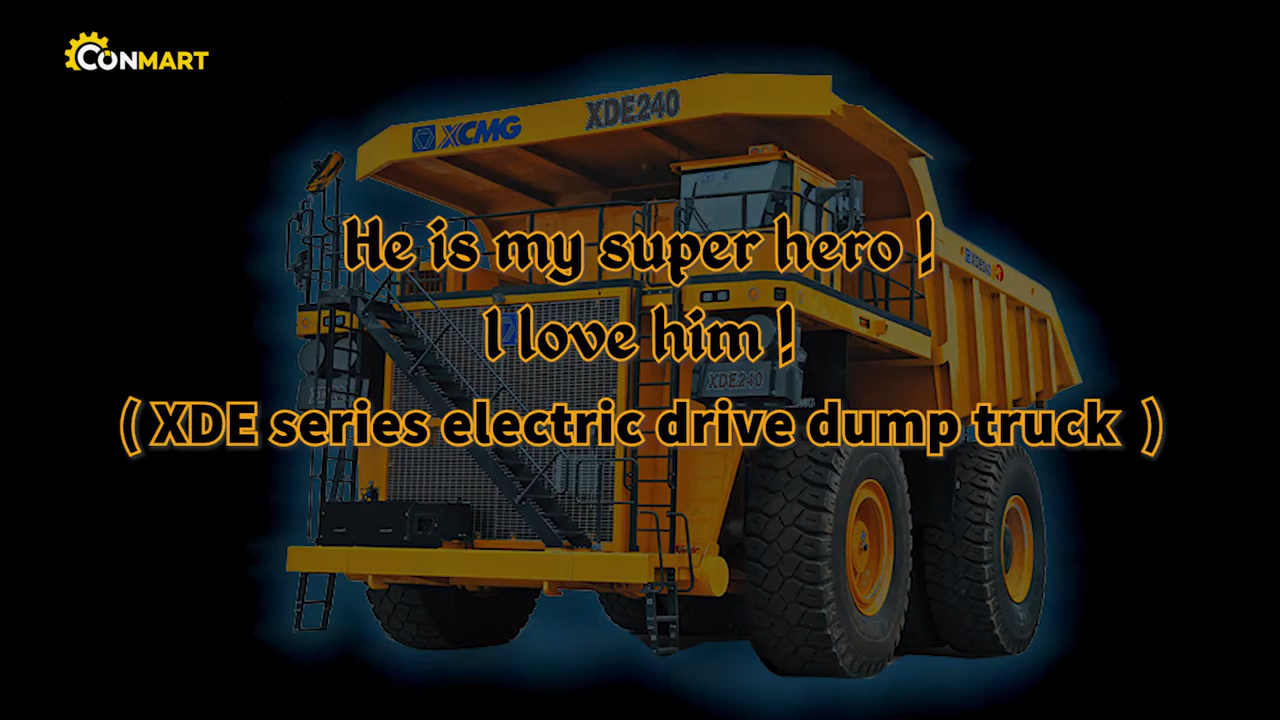 CONMART
XDE240
XCMG
He is my super hero !
I love him !
XDE240
( XDE series electric drive dump truck )